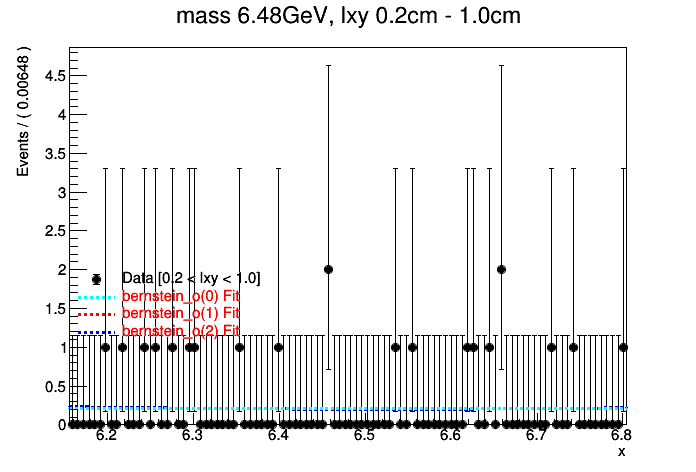 mass 6.48GeV, lxy 0.2cm - 1.0cm
Events / ( 0.00648 )
4.5
4
3.5
3
2.5
2
1.5
1
0.5
0
Data [0.2 < lxy < 1.0]
bernstein_o(0) Fit
bernstein_o(1) Fit
bernstein_o(2) Fit
6.2 6.3 6.4 6.5 6.6 6.7 6.8
x